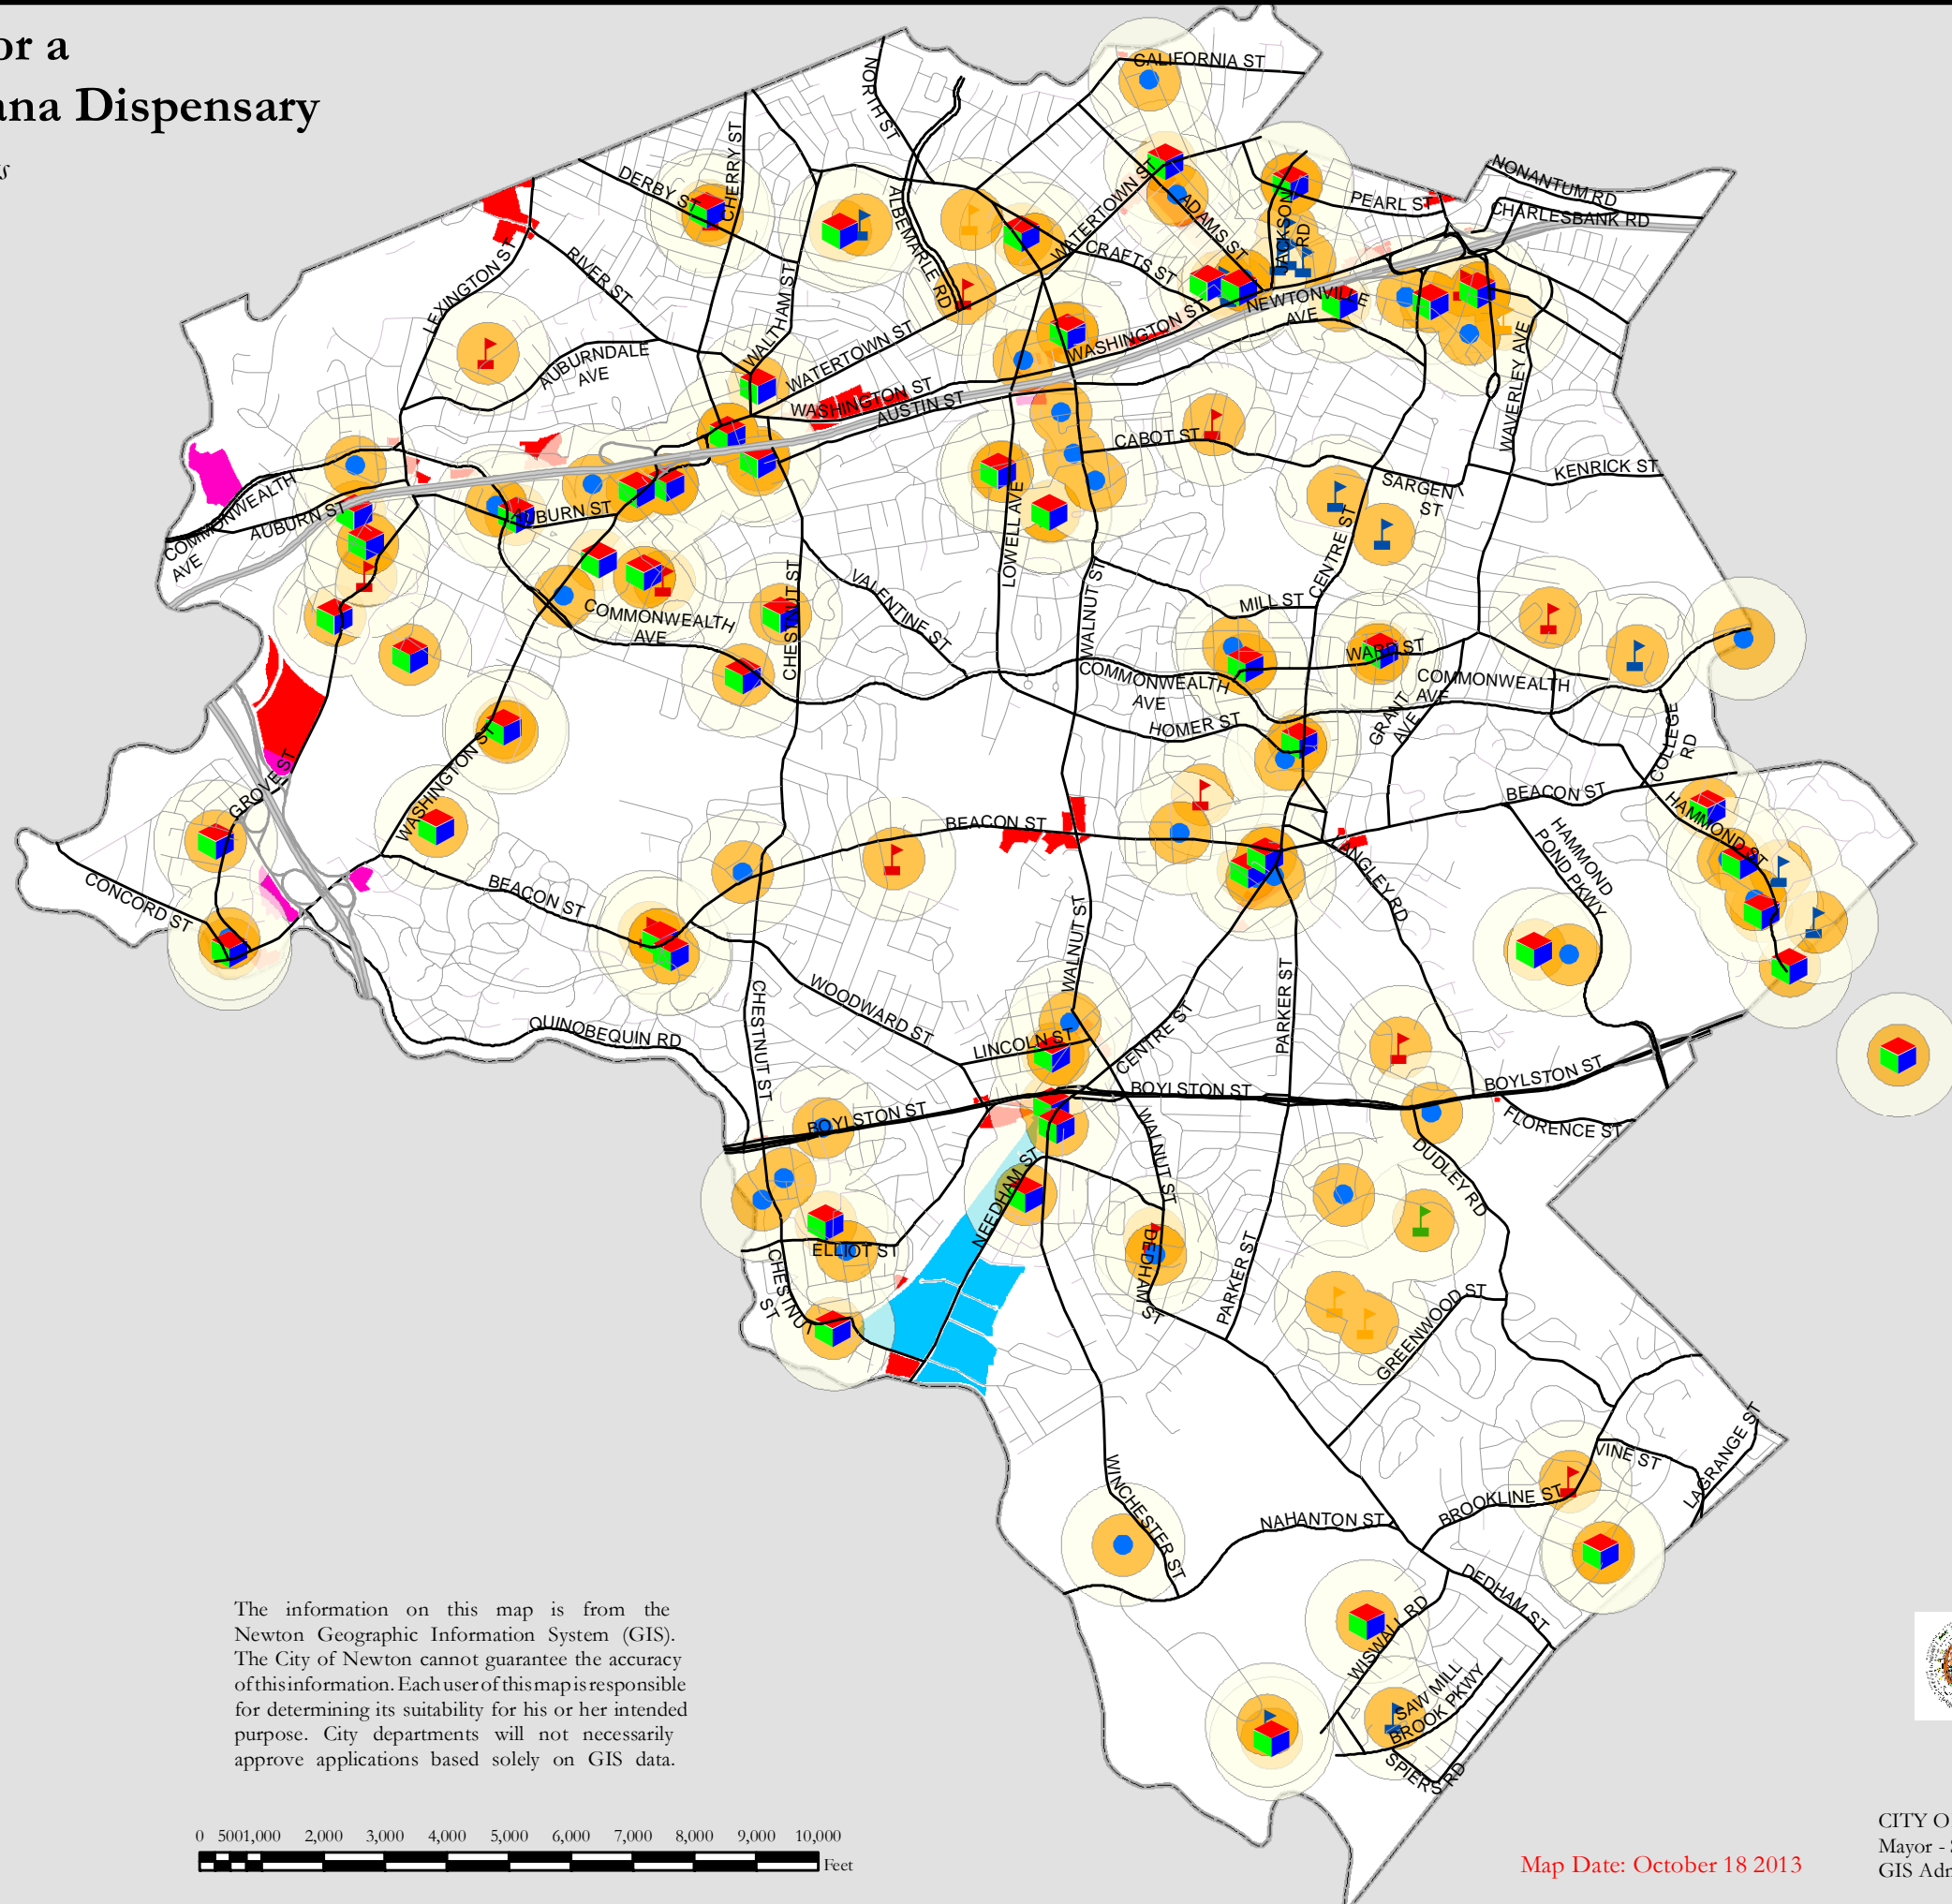 or a
ana Dispensary
s
CALIFORNIA ST
NORTH ST
CHERRY ST
DERBY ST
ALBEMARLE RD
WATERTOWN ST
ADAMS ST
JACKSON
RD
PEARL ST
NONANTUM RD
CHARLESBANK RD
CRAFTS ST
LEXINGTON ST
RIVER ST
WALTHAM ST
WATERTOWN ST
WASHINGTON ST
NEWTONVILLE
AVE
AUBURNDALE
AVE
WASHINGTON ST
AUSTIN ST
WAVERLEY AVE
CABOT ST
KENRICK ST
SARGEN
ST
COMMONWEALTH
AVE
AUBURN ST
AUBURN ST
LOWELL AVE
CENTRE ST
CHESTNUT ST
VALENTINE ST
WALNUT ST
MILL ST
COMMONWEALTH
AVE
WARD ST
COMMONWEALTH
AVE
COMMONWEALTH
AVE
HOMER ST
GRANT
AVE
COLLEGE
RD
GROVE ST
WASHINGTON ST
BEACON ST
BEACON ST
HAMMOND ST
HAMMOND
POND PKWY
LANGLEY RD
CONCORD ST
BEACON ST
WALNUT ST
WOODWARD ST
PARKER ST
CHESTNUT ST
QUINOBEQUIN RD
LINCOLN ST
CENTRE ST
BOYLSTON ST
BOYLSTON ST
BOYLSTON ST
FLORENCE ST
WALNUT ST
DUDLEY RD
NEEDHAM ST
ELLIOT ST
DEDHAM ST
PARKER ST
CHESTNUT
ST
GREENWOOD ST
VINE ST
LAGRANGE ST
WINCHESTER ST
BROOKLINE ST
NAHANTON ST
DEDHAM ST
WISWALL RD
SAW MILL
BROOK PKWY
SPIERS RD
The information on this map is from the
Newton Geographic Information System (GIS).
The City of Newton cannot guarantee the accuracy
of this information. Each user of this map is responsible
for determining its suitability for his or her intended
purpose. City departments will not necessarily
approve applications based solely on GIS data.
0 500 1,000 2,000 3,000 4,000 5,000 6,000 7,000 8,000 9,000 10,000
Feet
Map Date: October 18 2013
CITY O
Mayor -
GIS Adr